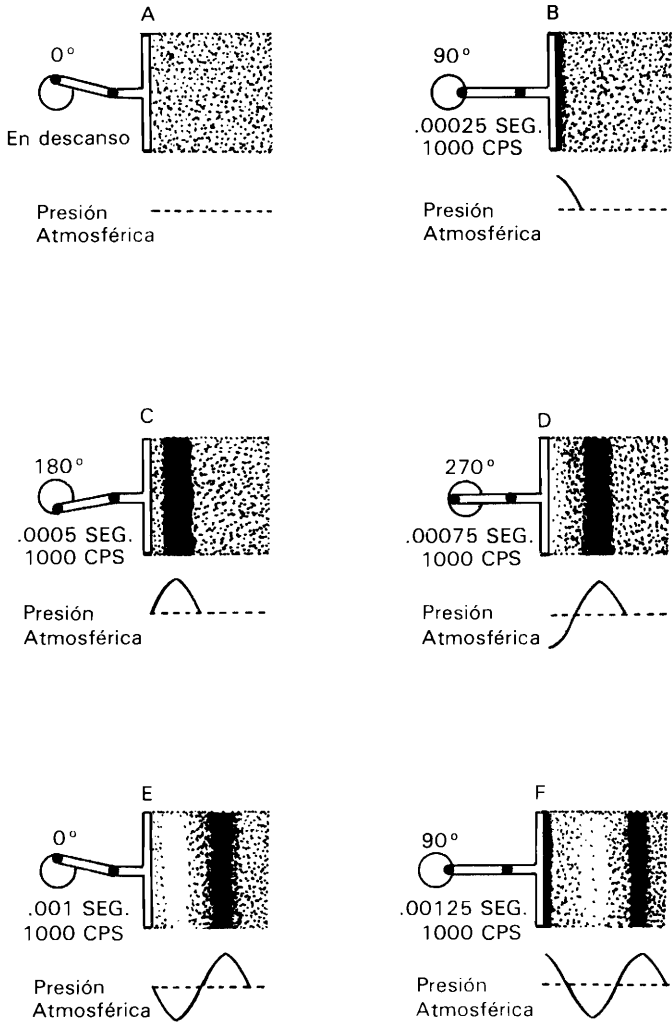 A
0°
En descanso
Presión
Atmosférica
B
90°
.00025 SEG.
1000 CPS
Presión
Atmosférica
C
180°
.0005 SEG.
1000 CPS
Presión
Atmosférica
D
270°
.00075 SEG.
1000 CPS
Presión
Atmosférica
E
0°
.001 SEG.
1000 CPS
Presión
Atmosférica
F
90°
.00125 SEG.
1000 CPS
Presión
Atmosférica